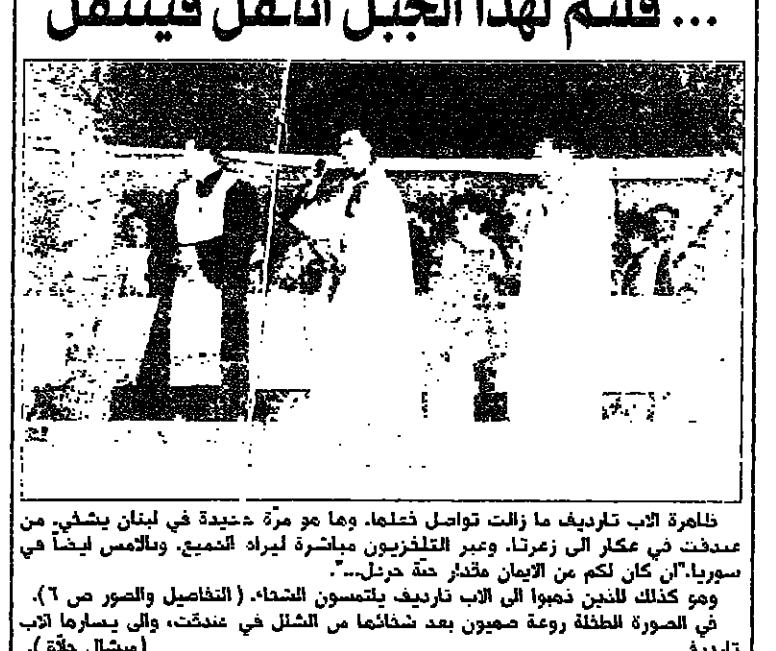 ... قلتم لهذا الجبل انتقل فينتقل
ظاهرة الاب تارديف ما زالت تواصل فعلها. وها هو مرّة جديدة في لبنان يشفي. من
عندقت في عكار الى زغرتا. وعبر التلفزيون مباشرة ليراه الجميع. وبالامس ايضاً في
سوريا."ان كان لكم من الايمان مقدار حبة خردل...".
وهو كذلك للذين ذهبوا الى الاب تارديف يلتمسون الشفاء. ( التفاصيل والصور ص ٦).
في الصورة الطفلة روعة صهيون بعد شفائها من الشلل في عندقت، والى يسارها الاب
تارديف (ميشال حلاق).